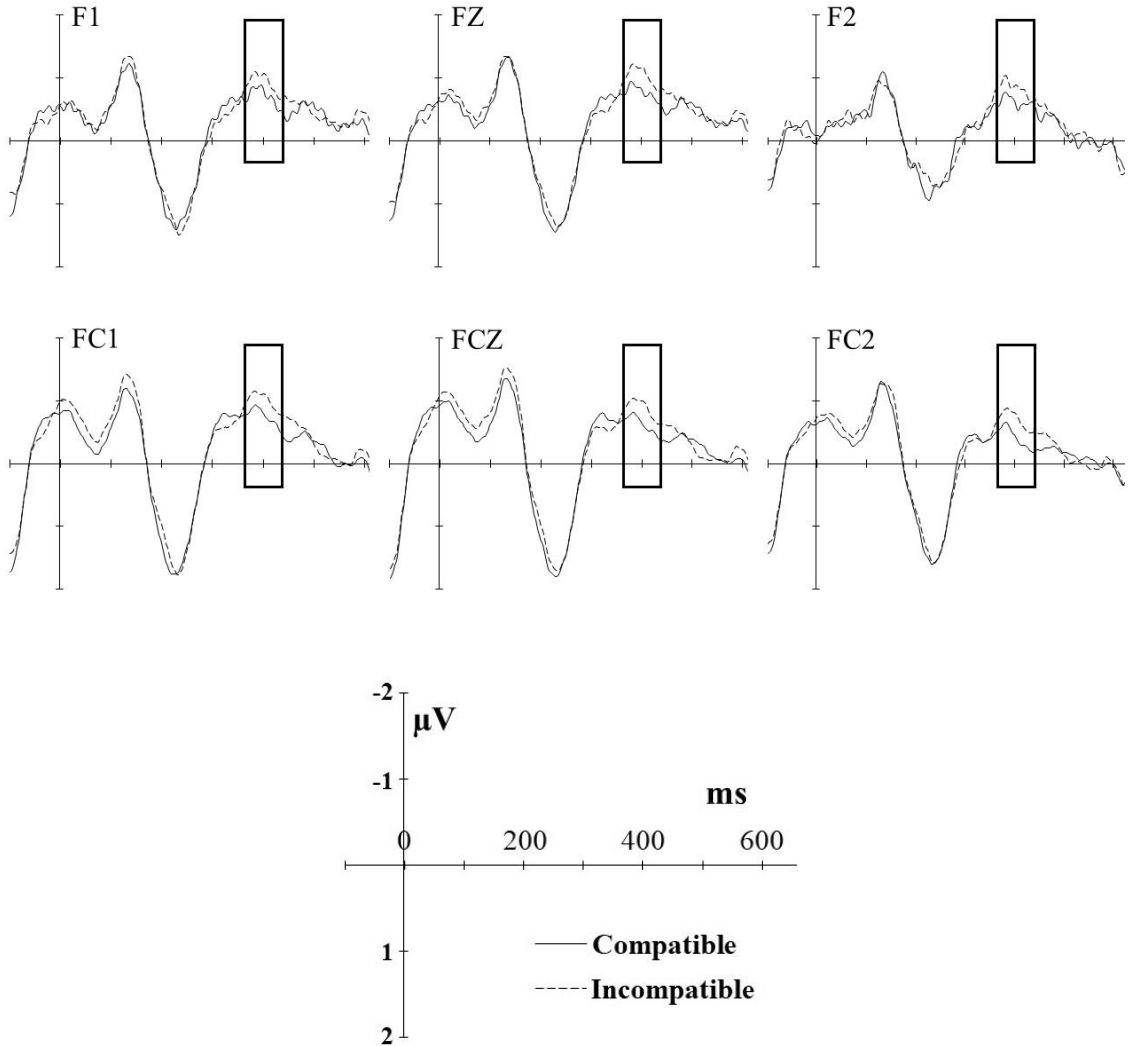 F1 FZ F2
FC1 FCZ FC2
-2
µV
-1
ms
0 200 400 600
1
Compatible
Incompatible
2